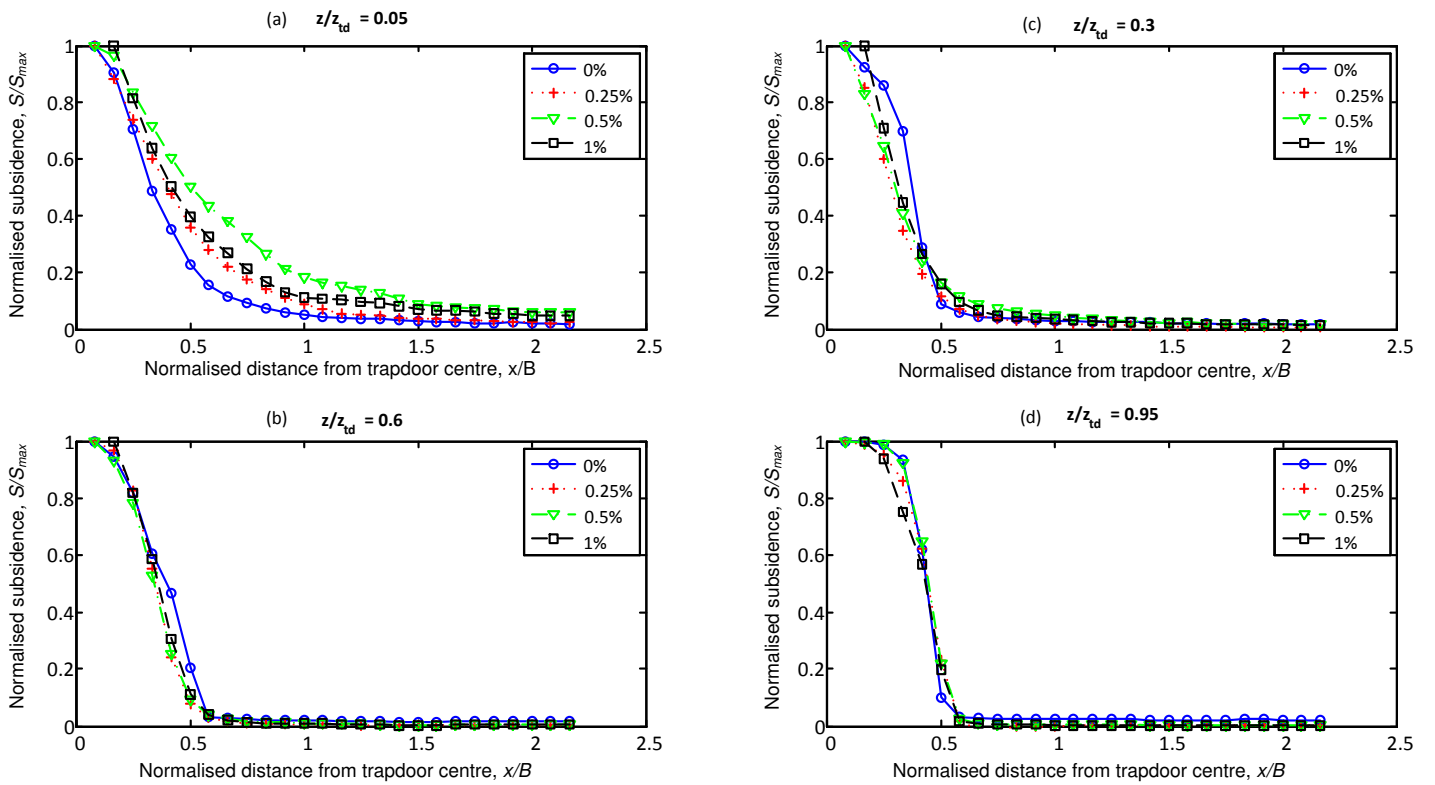 (a) z/z_td = 0.05
Normalised subsidence, S/S_max
1
0.8
0.6
0.4
0.2
0
0 0.5 1 1.5 2 2.5
Normalised distance from trapdoor centre, x/B
0%
0.25%
0.5%
1%
(c) z/z_td = 0.3
Normalised subsidence, S/S_max
1
0.8
0.6
0.4
0.2
0
0 0.5 1 1.5 2 2.5
Normalised distance from trapdoor centre, x/B
0%
0.25%
0.5%
1%
(b) z/z_td = 0.6
Normalised subsidence, S/S_max
1
0.8
0.6
0.4
0.2
0
0 0.5 1 1.5 2 2.5
Normalised distance from trapdoor centre, x/B
0%
0.25%
0.5%
1%
(d) z/z_td = 0.95
Normalised subsidence, S/S_max
1
0.8
0.6
0.4
0.2
0
0 0.5 1 1.5 2 2.5
Normalised distance from trapdoor centre, x/B
0%
0.25%
0.5%
1%